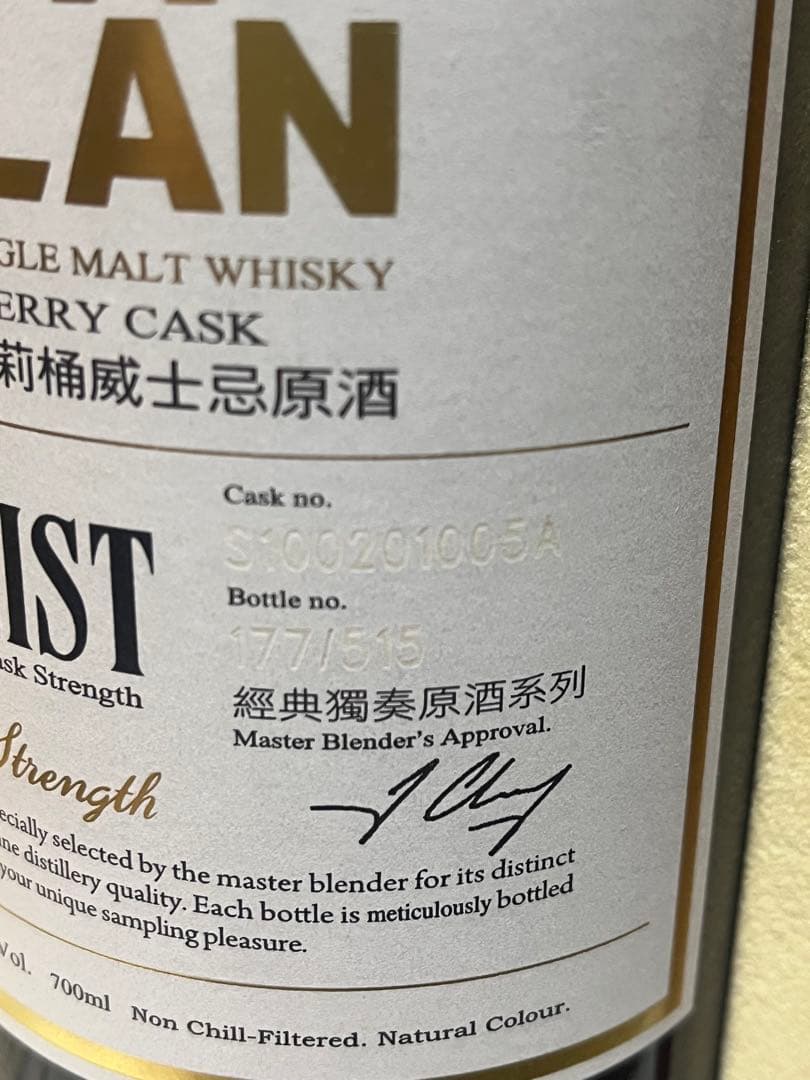 LAN
GLE MALT WHISKY
ERRY CASK
莉桶威士忌原酒
Cask no.
S100201005A
IST
Bottle no.
177/515
ask Strength
經典獨奏原酒系列
Master Blender's Approval.
Strength
ecially selected by the master blender for its distinct
ne distillery quality. Each bottle is meticulously bottled
your unique sampling pleasure.
Vol. 700ml Non Chill-Filtered. Natural Colour.